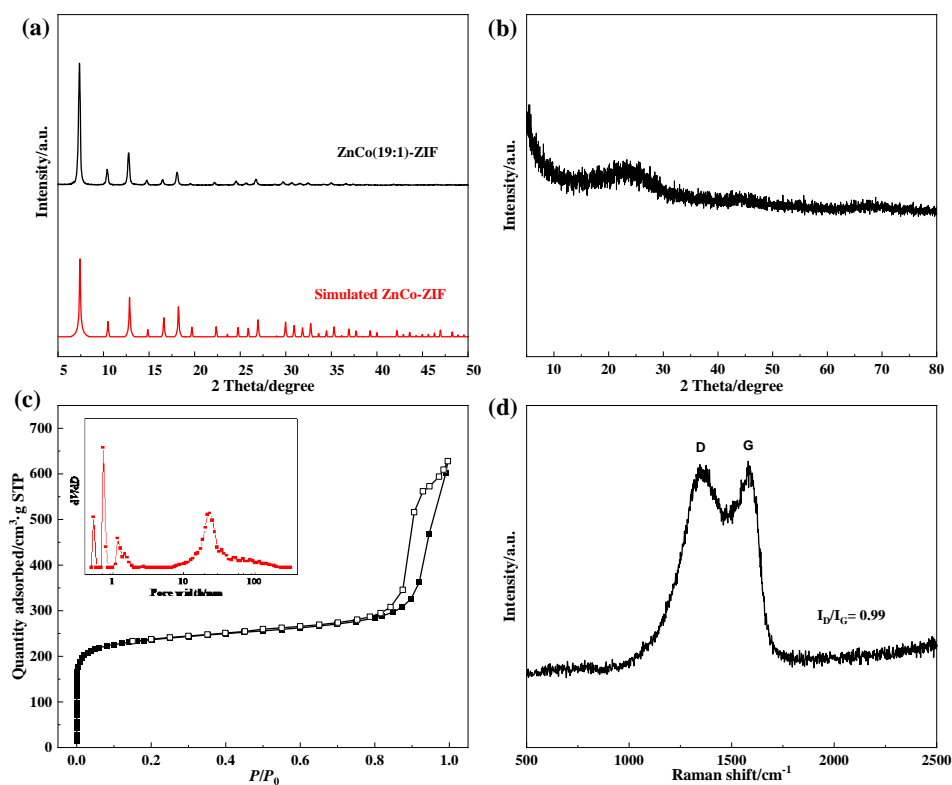 (a)
Intensity/a.u.
ZnCo(19:1)-ZIF
Simulated ZnCo-ZIF
5 10 15 20 25 30 35 40 45 50
2 Theta/degree
(b)
Intensity/a.u.
10 20 30 40 50 60 70 80
2 Theta/degree
(c)
Quantity adsorbed/cm³·g STP
700
600
500
400
300
200
100
0
0.0 0.2 0.4 0.6 0.8 1.0
P/P₀
dV/dD
1 10 100
Pore width/nm
(d)
Intensity/a.u.
D G
I_D/I_G= 0.99
500 1000 1500 2000 2500
Raman shift/cm⁻¹